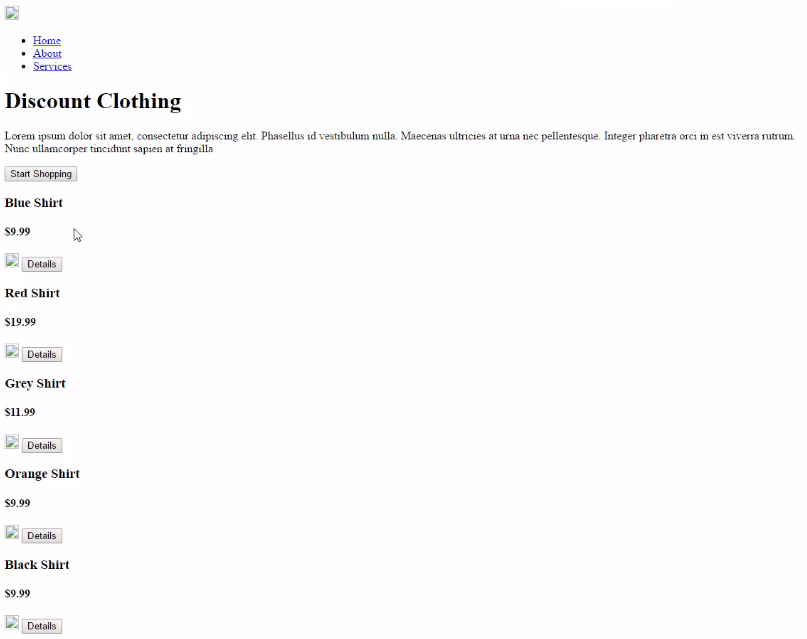 Home
About
Services
Discount Clothing
Lorem ipsum dolor sit amet, consectetur adipiscing elit. Phasellus id vestibulum nulla. Maecenas ultricies at urna nec pellentesque. Integer pharetra orci in est viverra rutrum.
Nunc ullamcorper tincidunt sapien at fringilla
Start Shopping
Blue Shirt
$9.99
Details
Red Shirt
$19.99
Details
Grey Shirt
$11.99
Details
Orange Shirt
$9.99
Details
Black Shirt
$9.99
Details